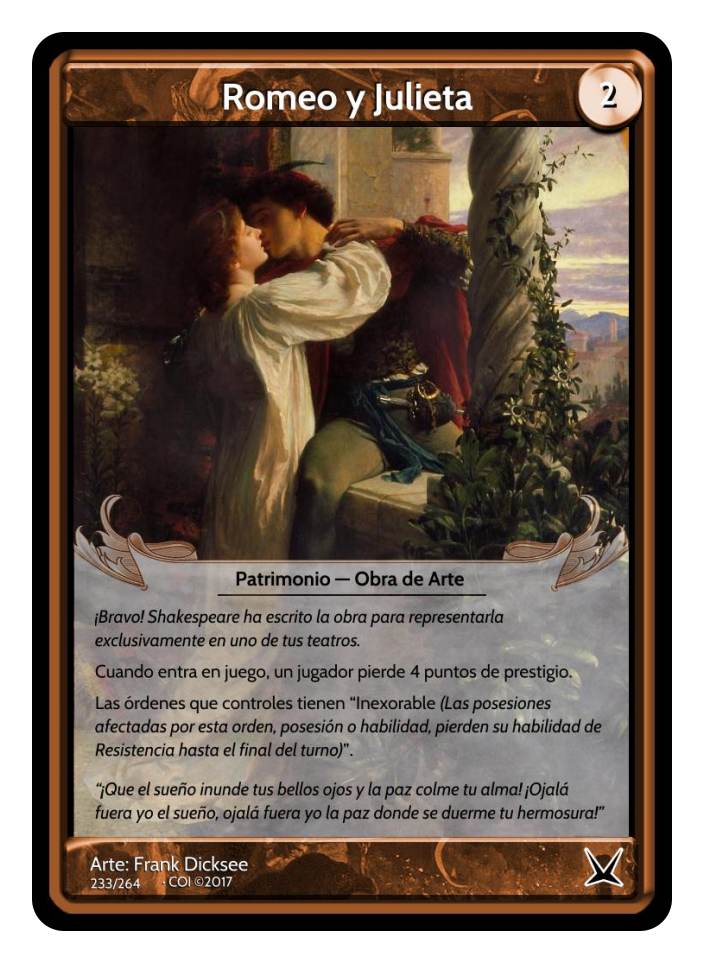 Romeo y Julieta
2
Patrimonio — Obra de Arte
¡Bravo! Shakespeare ha escrito la obra para representarla
exclusivamente en uno de tus teatros.
Cuando entra en juego, un jugador pierde 4 puntos de prestigio.
Las órdenes que controles tienen “Inexorable (Las posesiones
afectadas por esta orden, posesión o habilidad, pierden su habilidad de
Resistencia hasta el final del turno)”.
“¡Que el sueño inunde tus bellos ojos y la paz colme tu alma! ¡Ojalá
fuera yo el sueño, ojalá fuera yo la paz donde se duerme tu hermosura!”
Arte: Frank Dicksee
233/264 · COI ©2017